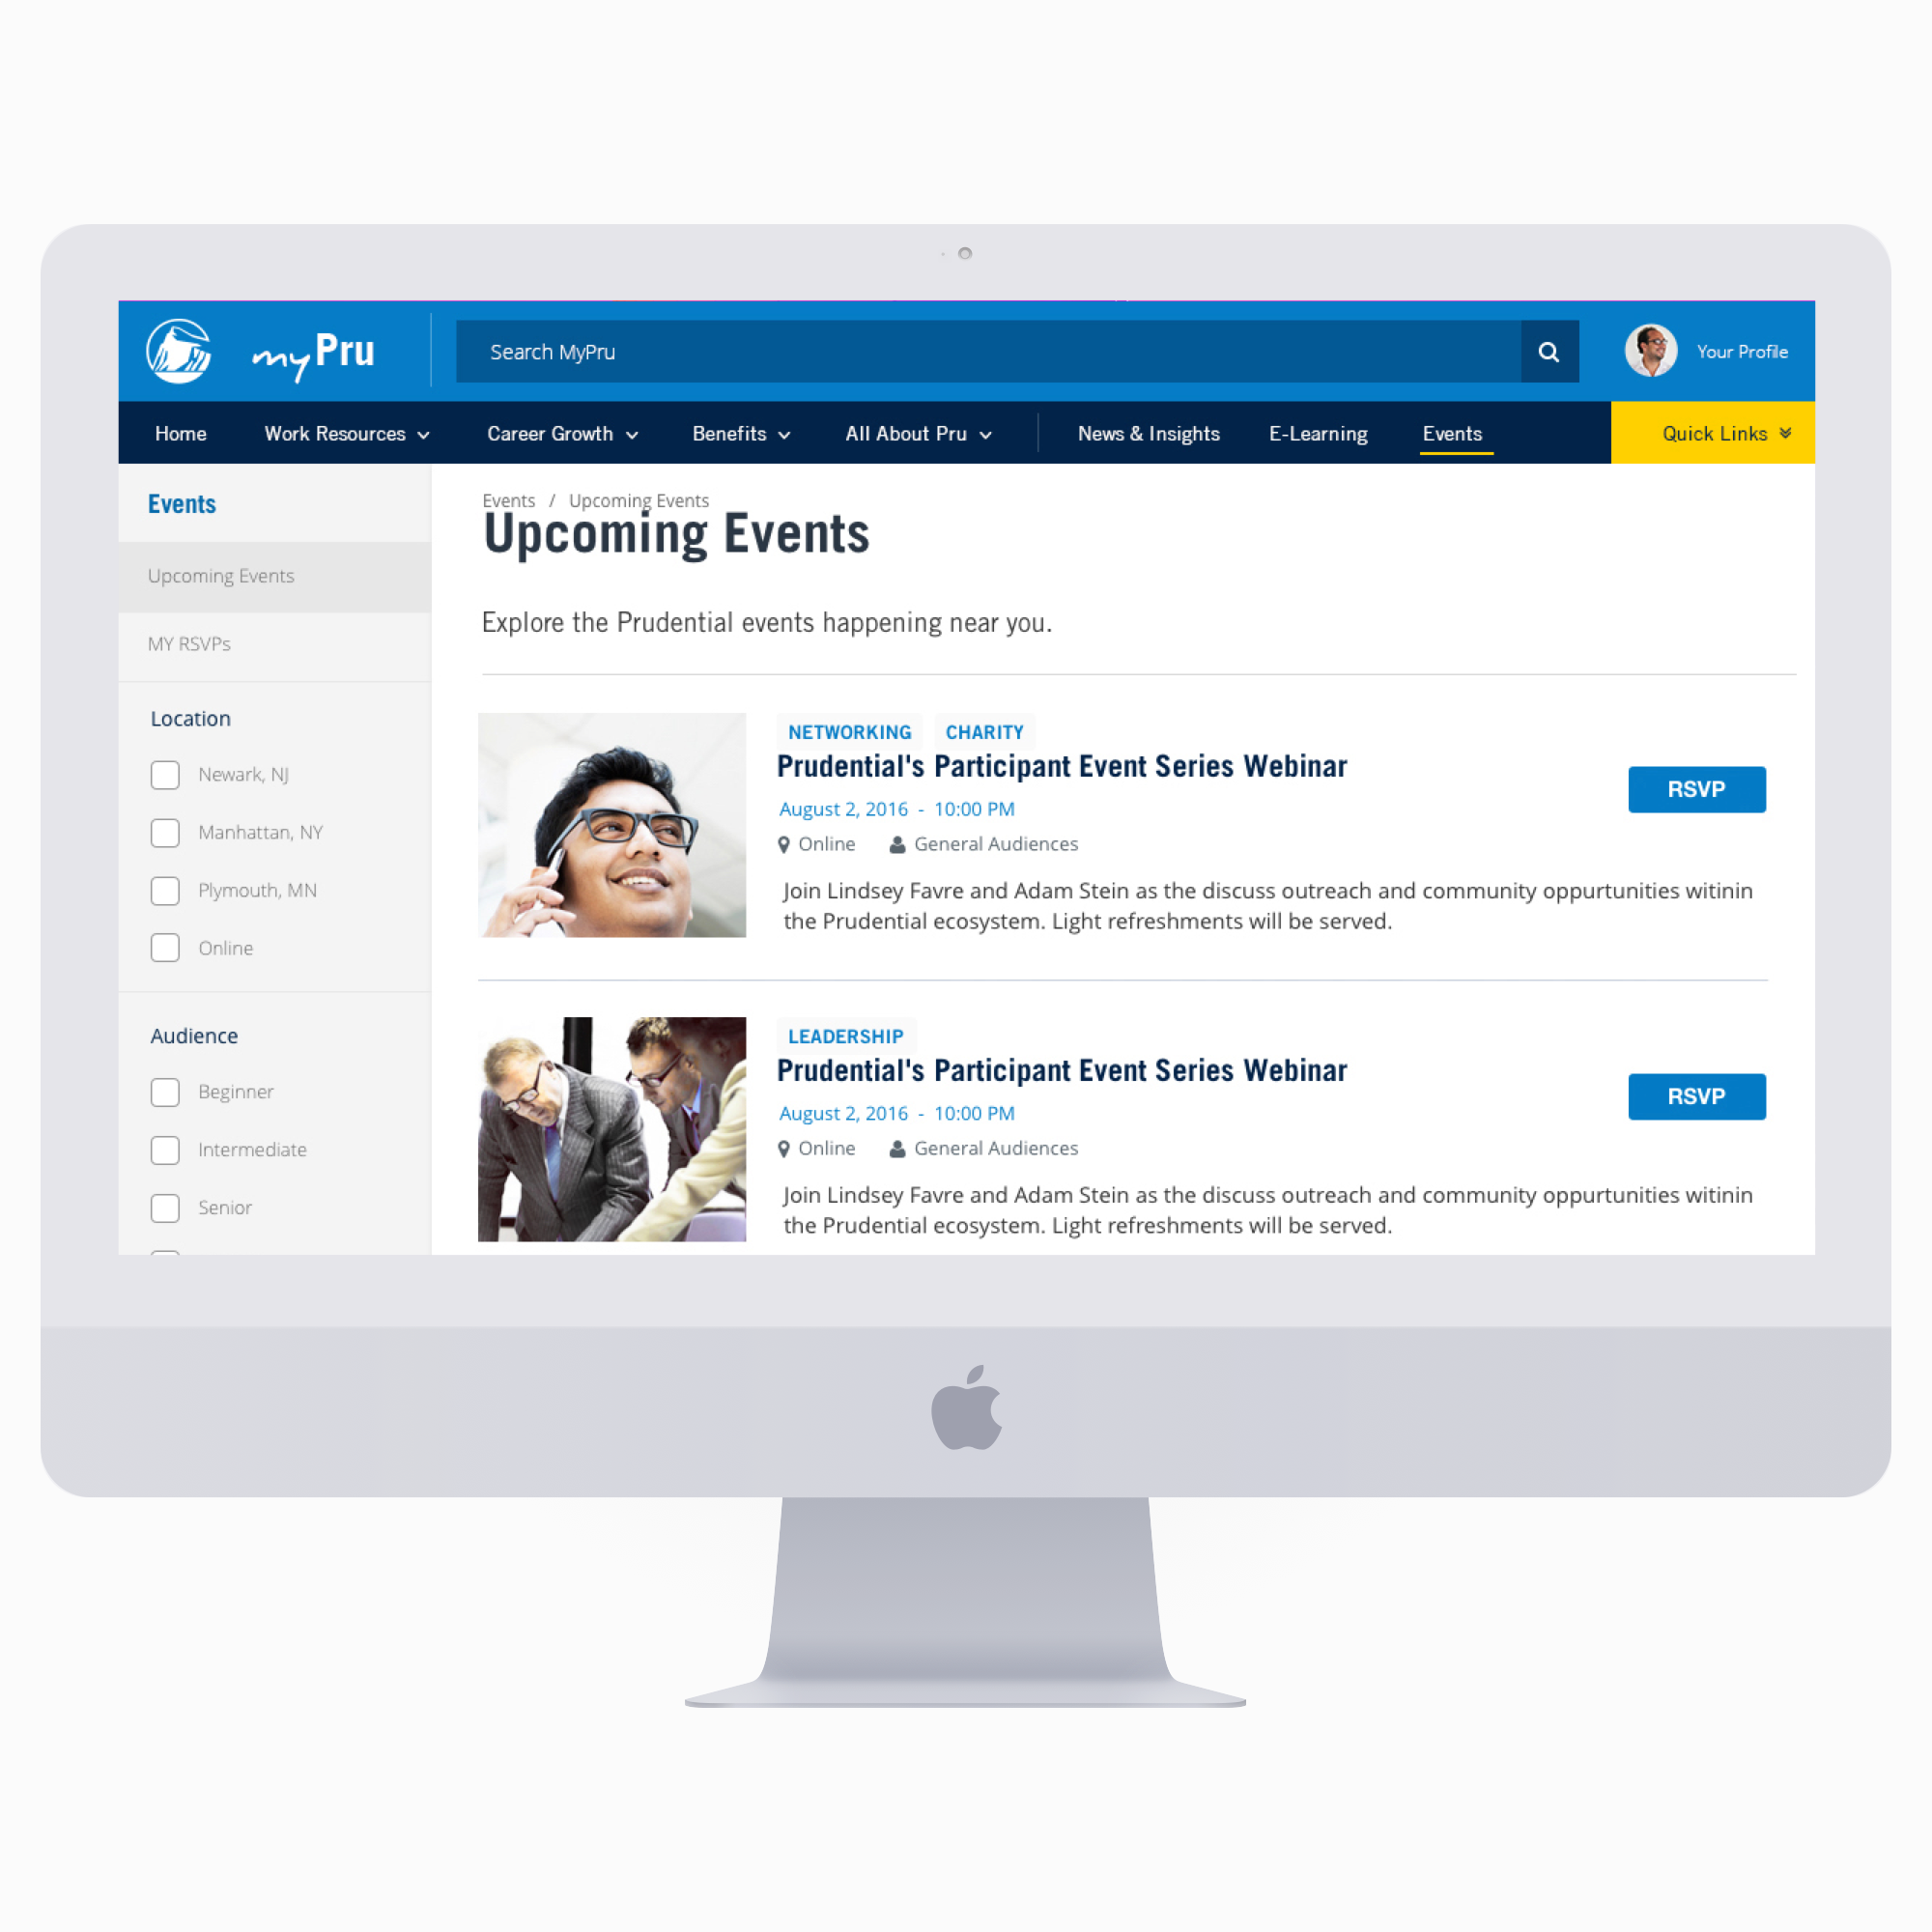 my Pru
Search MyPru
Your Profile
Home Work Resources Career Growth Benefits All About Pru News & Insights E-Learning Events Quick Links
Events
Upcoming Events
MY RSVPs
Location
Newark, NJ
Manhattan, NY
Plymouth, MN
Online
Audience
Beginner
Intermediate
Senior
Events / Upcoming Events
Upcoming Events
Explore the Prudential events happening near you.
NETWORKING CHARITY
Prudential's Participant Event Series Webinar
August 2, 2016 - 10:00 PM
Online General Audiences
Join Lindsey Favre and Adam Stein as the discuss outreach and community oppurtunities witinin
the Prudential ecosystem. Light refreshments will be served.
RSVP
LEADERSHIP
Prudential's Participant Event Series Webinar
August 2, 2016 - 10:00 PM
Online General Audiences
Join Lindsey Favre and Adam Stein as the discuss outreach and community oppurtunities witinin
the Prudential ecosystem. Light refreshments will be served.
RSVP